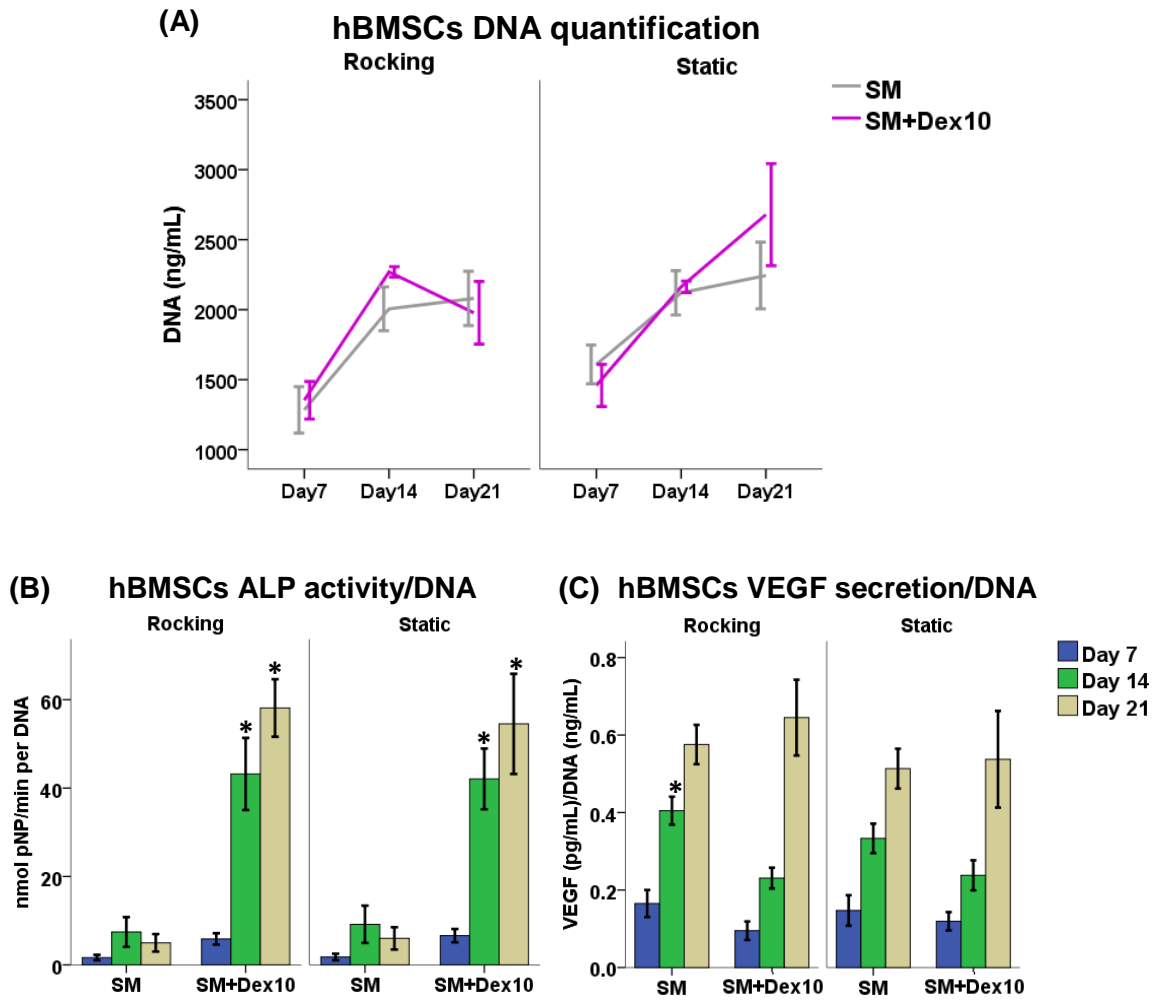 (A) hBMSCs DNA quantification
Rocking Static
SM
SM+Dex10
DNA (ng/mL)
3500
3000
2500
2000
1500
1000
Day7 Day14 Day21 Day7 Day14 Day21
(B) hBMSCs ALP activity/DNA
Rocking Static
nmol pNP/min per DNA
60
40
20
0
* * * *
SM SM+Dex10 SM SM+Dex10
(C) hBMSCs VEGF secretion/DNA
Rocking Static
Day 7
Day 14
Day 21
VEGF (pg/mL)/DNA (ng/mL)
0.8
0.6
0.4
0.2
0.0
*
SM SM+Dex10 SM SM+Dex10